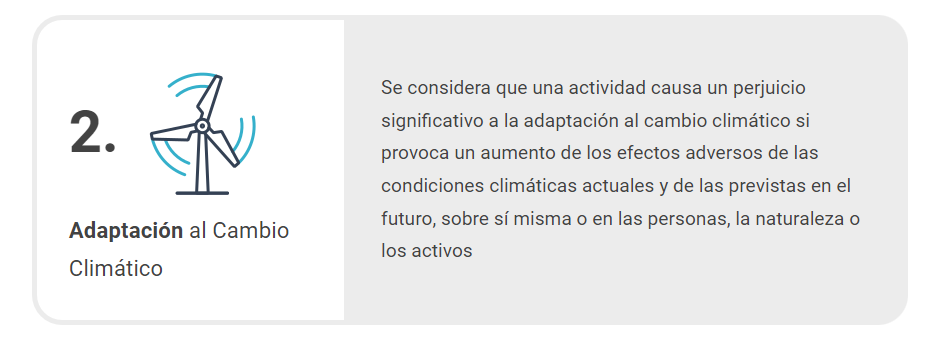 2.
Adaptación al Cambio
Climático
Se considera que una actividad causa un perjuicio
significativo a la adaptación al cambio climático si
provoca un aumento de los efectos adversos de las
condiciones climáticas actuales y de las previstas en el
futuro, sobre sí misma o en las personas, la naturaleza o
los activos